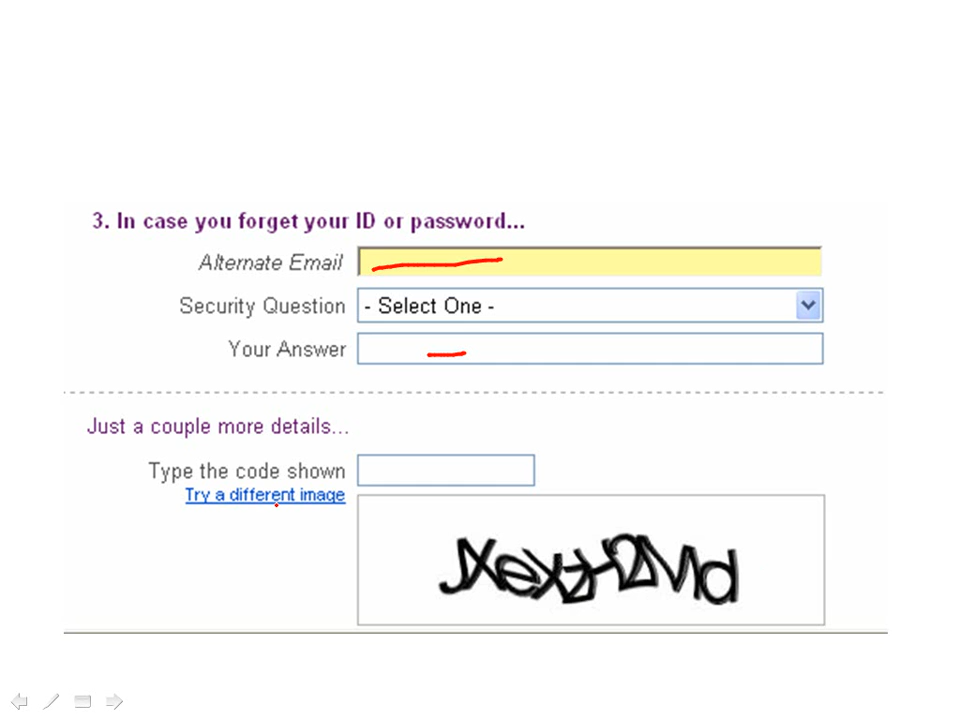 3. In case you forget your ID or password...
Alternate Email
Security Question - Select One -
Your Answer
Just a couple more details...
Type the code shown
Try a different image